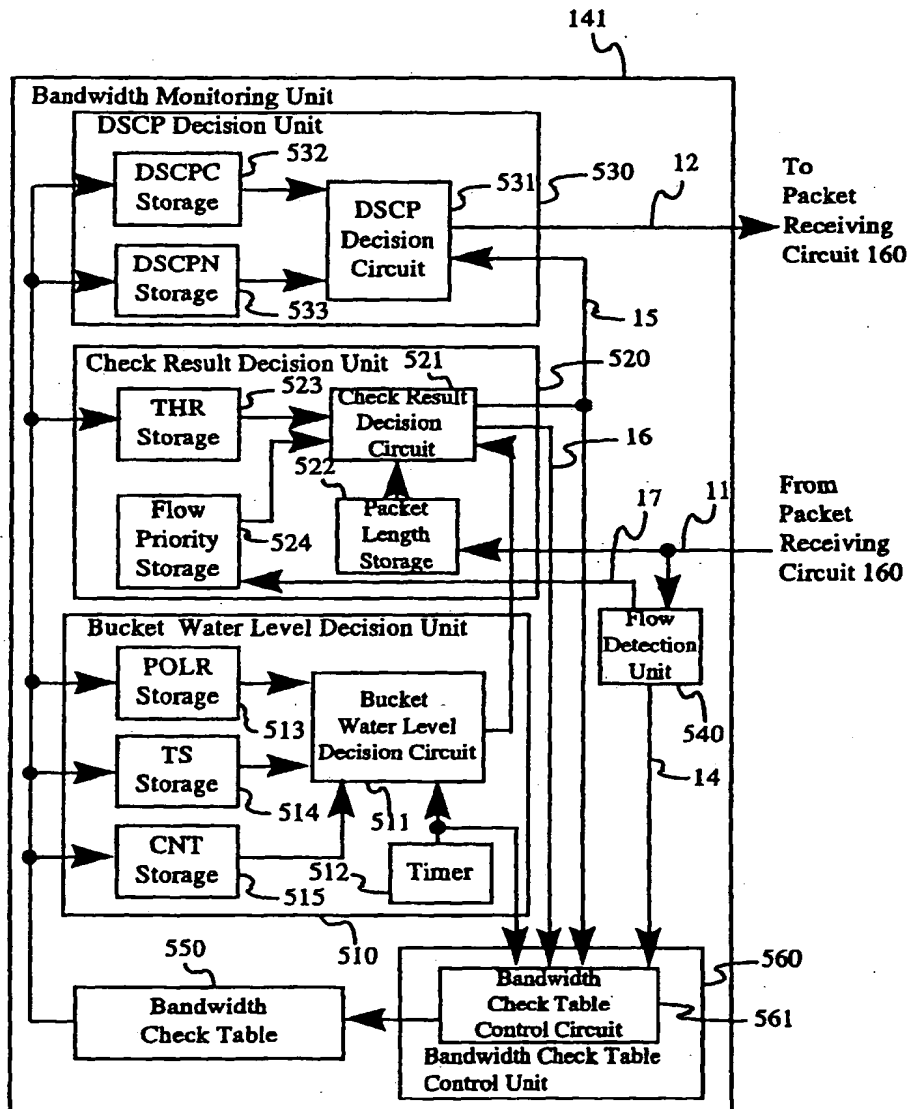 141
Bandwidth Monitoring Unit
DSCP Decision Unit
532
DSCPC
Storage
531
530
12
To
Packet
Receiving
Circuit 160
DSCP
Decision
Circuit
DSCPN
Storage
533
15
Check Result Decision Unit
521
520
523
THR
Storage
Check Result
Decision
Circuit
16
522
Flow
Priority
Storage
524
Packet
Length
Storage
17
11
From
Packet
Receiving
Circuit 160
Bucket Water Level Decision Unit
Flow
Detection
Unit
540
POLR
Storage
513
Bucket
Water Level
Decision Circuit
TS
Storage
514
511
14
CNT
Storage
515
512
Timer
510
550
560
Bandwidth
Check Table
Bandwidth
Check Table
Control Circuit
561
Bandwidth Check Table
Control Unit